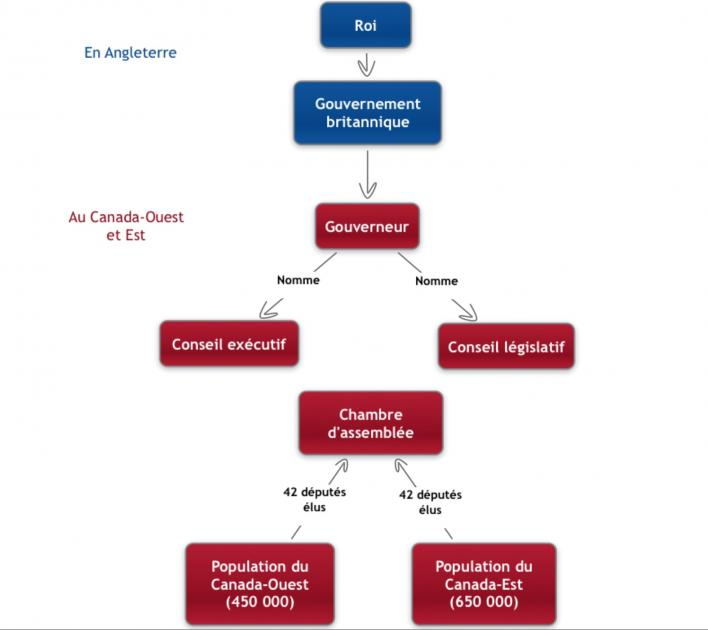 Roi
En Angleterre
Gouvernement
britannique
Au Canada-Ouest
et Est
Gouverneur
Nomme
Nomme
Conseil exécutif
Conseil législatif
Chambre
d'assemblée
42 députés
élus
42 députés
élus
Population du
Canada-Ouest
(450 000)
Population du
Canada-Est
(650 000)